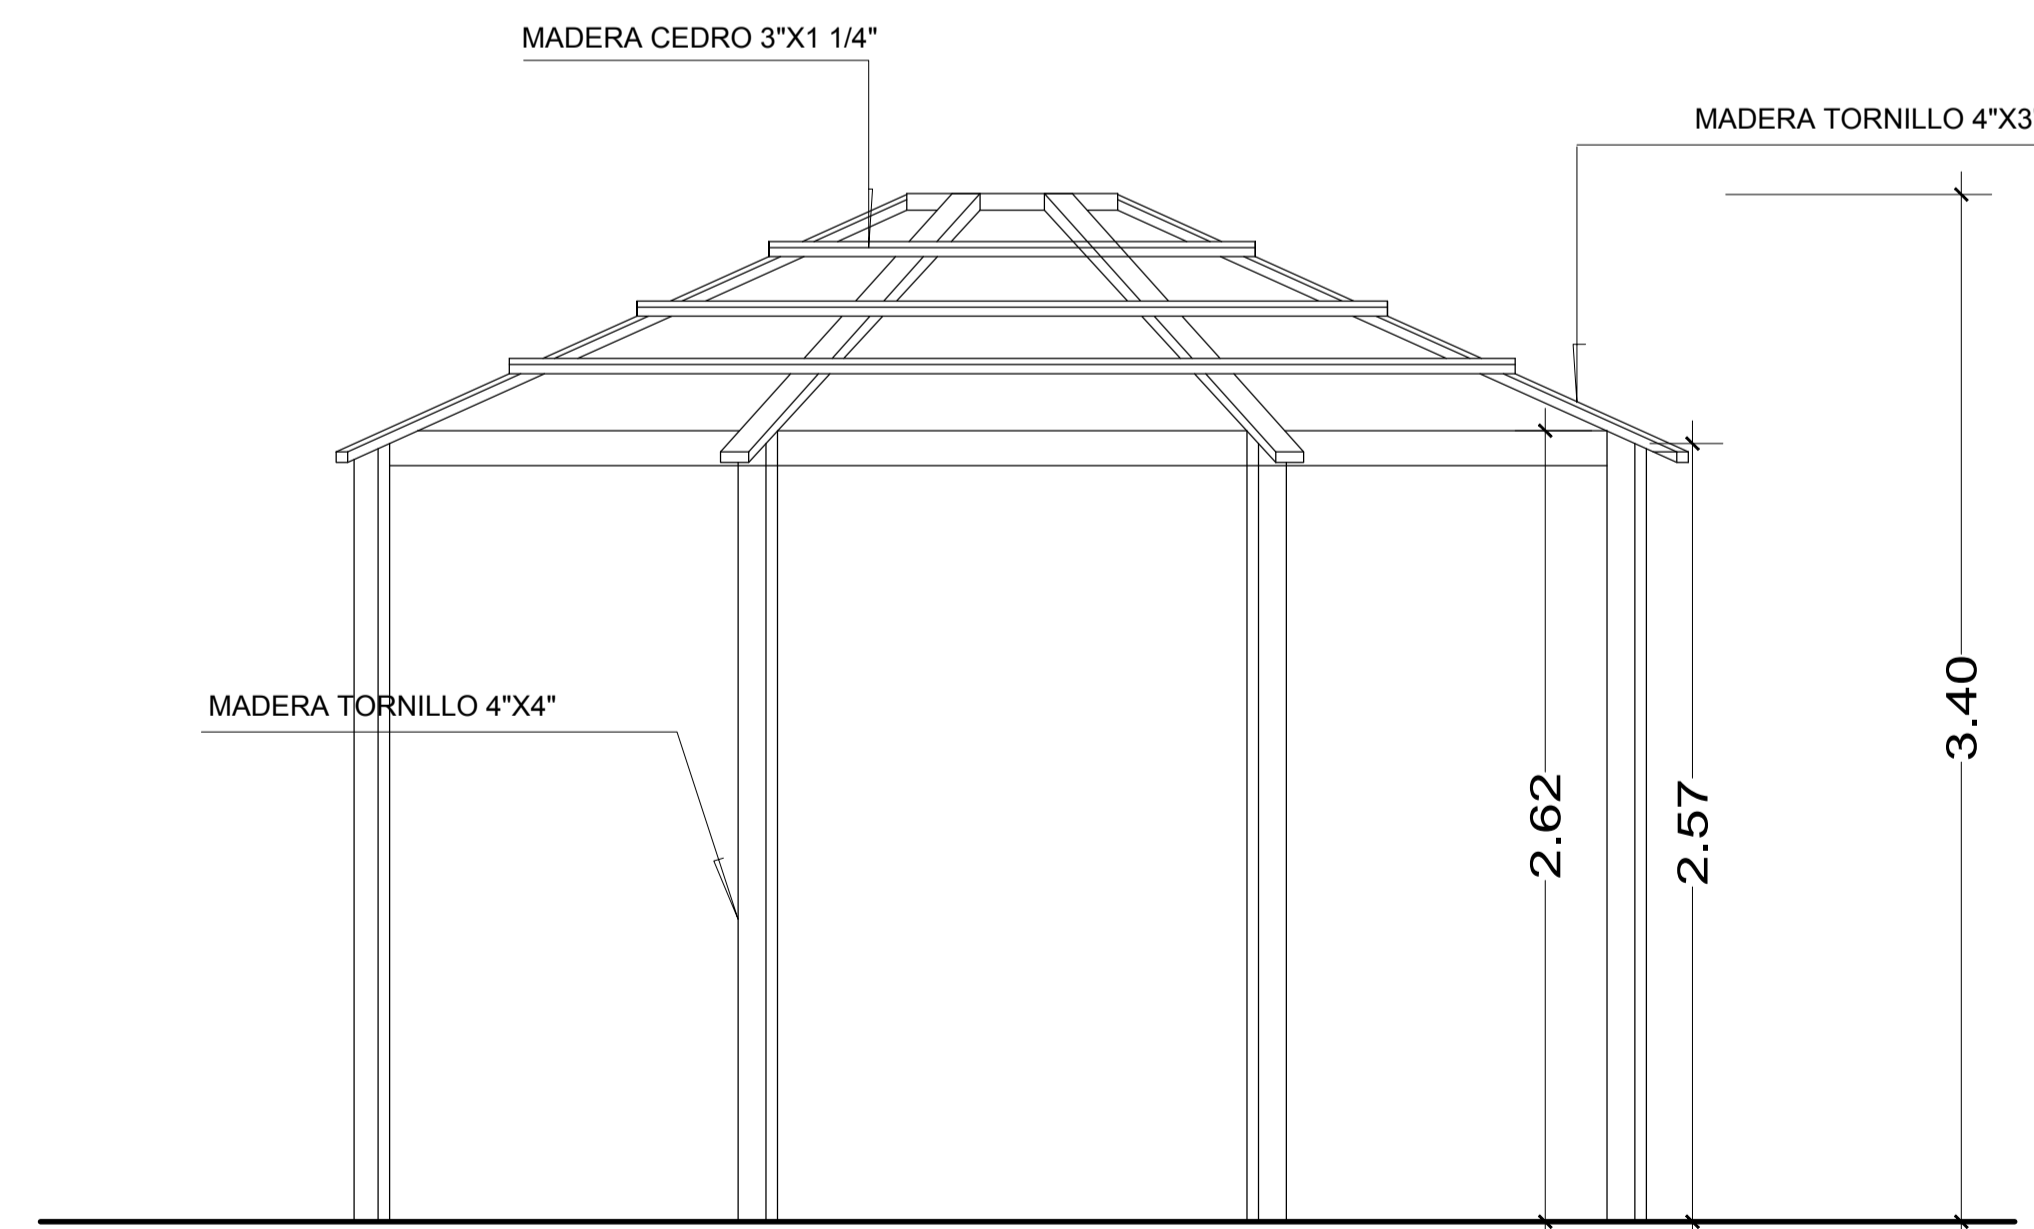 MADERA CEDRO 3"X1 1/4"
MADERA TORNILLO 4"X3"
MADERA TORNILLO 4"X4"
2.62
2.57
3.40